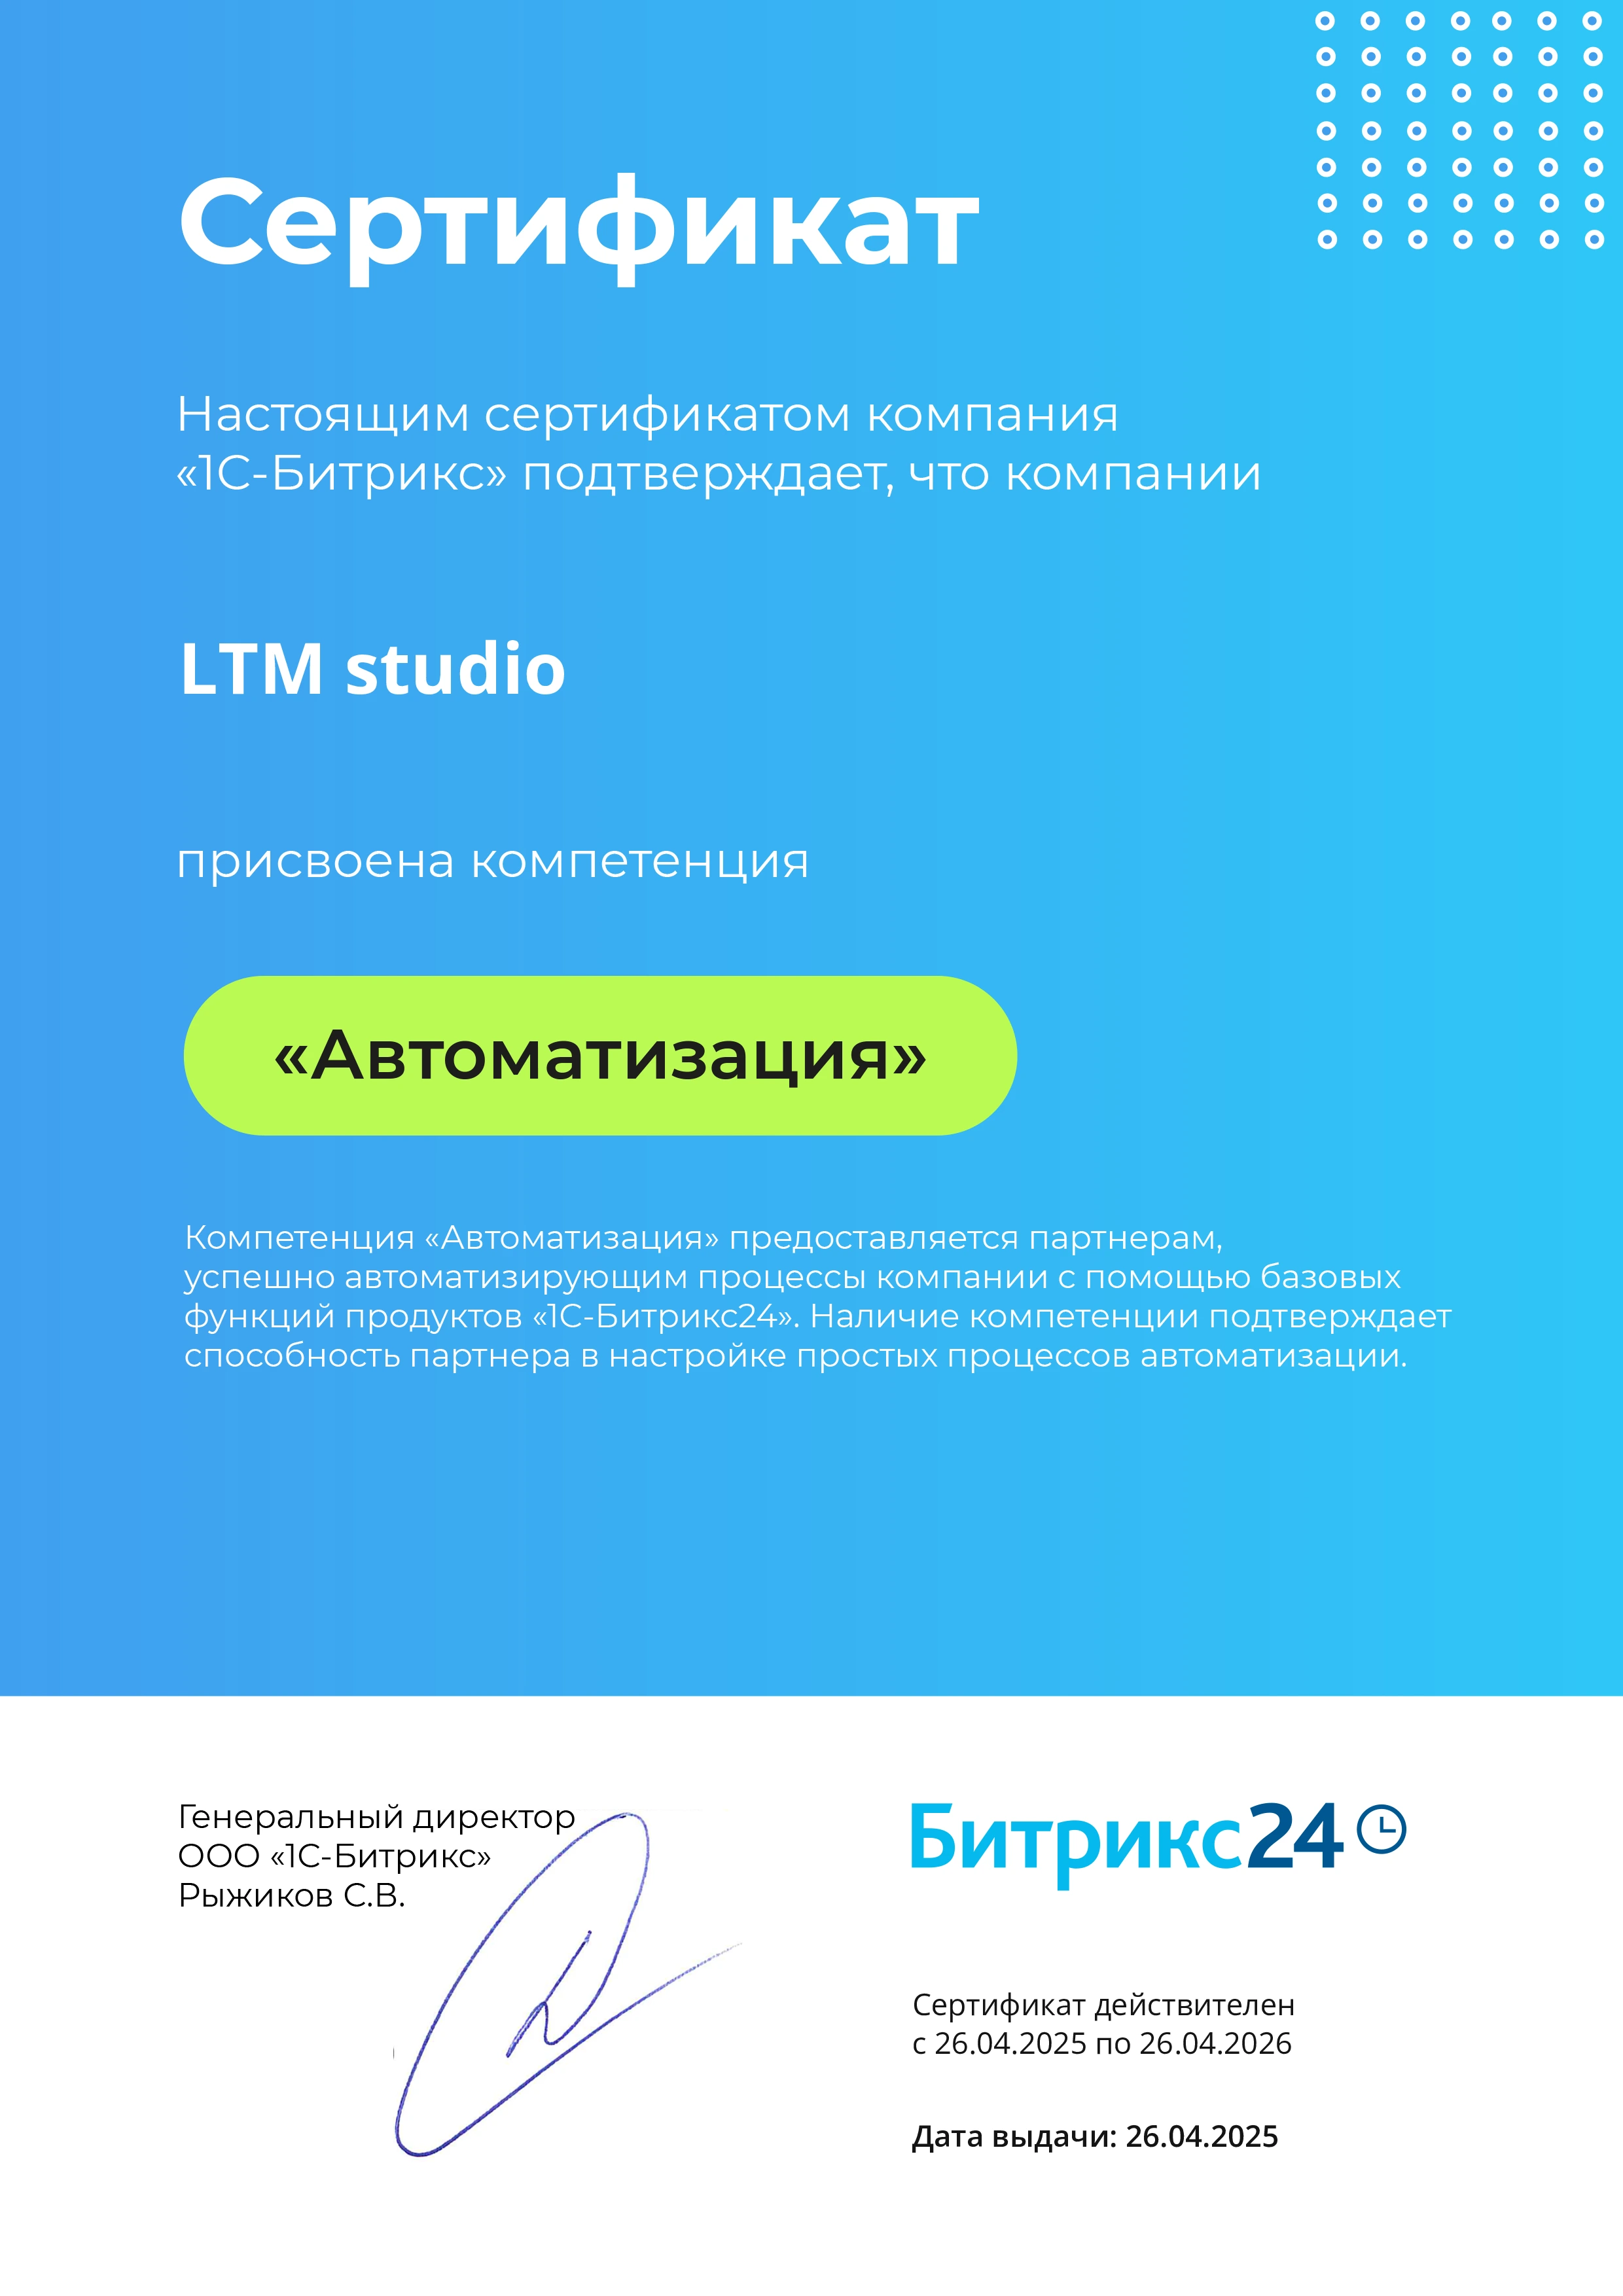 Сертификат
Настоящим сертификатом компания
«1С-Битрикс» подтверждает, что компании
LTM studio
присвоена компетенция
«Автоматизация»
Компетенция «Автоматизация» предоставляется партнерам,
успешно автоматизирующим процессы компании с помощью базовых
функций продуктов «1С-Битрикс24». Наличие компетенции подтверждает
способность партнера в настройке простых процессов автоматизации.
Генеральный директор
ООО «1С-Битрикс»
Рыжиков С.В.
Битрикс24
Сертификат действителен
с 26.04.2025 по 26.04.2026
Дата выдачи: 26.04.2025